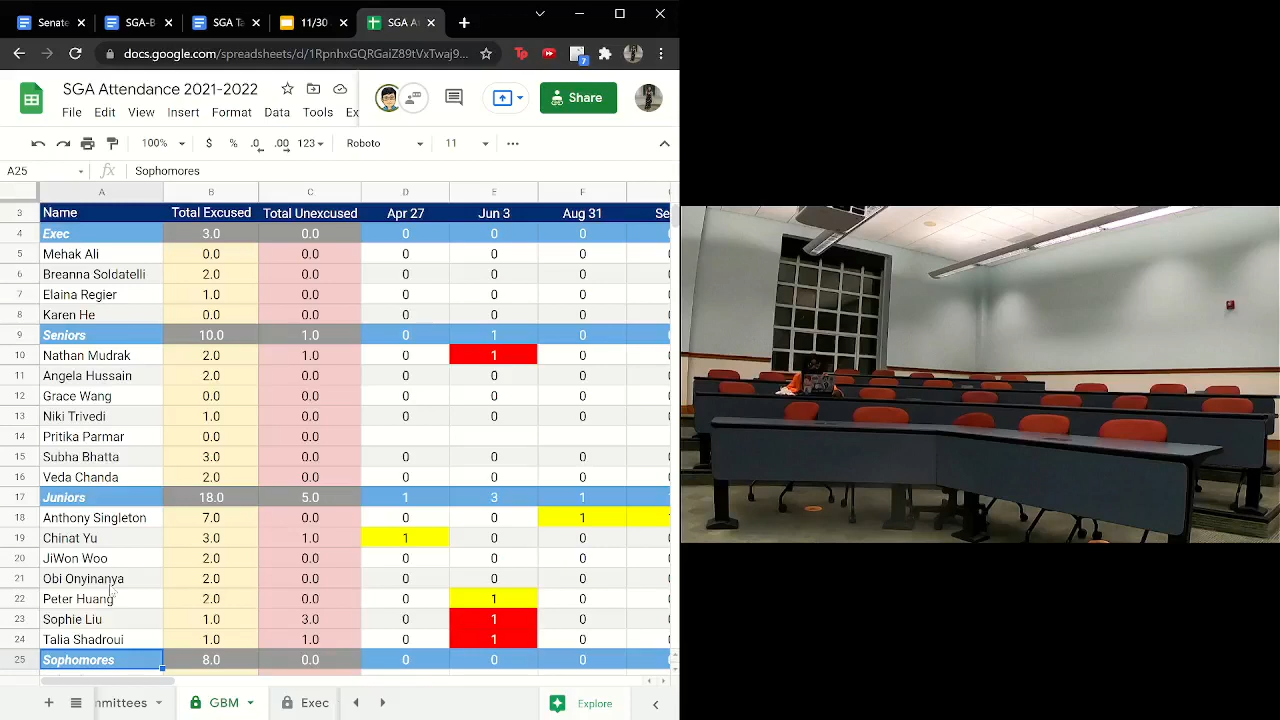 Senate SGA-B SGA Ta 11/30 SGA A
docs.google.com/spreadsheets/d/1RpnhxGQRGaiZ89tVxTwaj9...
Tp 7
SGA Attendance 2021-2022
Share
File Edit View Insert Format Data Tools Ex
100% $ % .0 .00 123 Roboto 11
A25 fx Sophomores
A B C D E F
3 Name Total Excused Total Unexcused Apr 27 Jun 3 Aug 31 Se
4 Exec 3.0 0.0 0 0 0
5 Mehak Ali 0.0 0.0 0 0 0
6 Breanna Soldatelli 2.0 0.0 0 0 0
7 Elaina Regier 1.0 0.0 0 0 0
8 Karen He 0.0 0.0 0 0 0
9 Seniors 10.0 1.0 0 1 0
10 Nathan Mudrak 2.0 1.0 0 1 0
11 Angela Hussan 2.0 0.0 0 0 0
12 Grace Wang 0.0 0.0 0 0 0
13 Niki Trivedi 1.0 0.0 0 0 0
14 Pritika Parmar 0.0 0.0
15 Subha Bhatta 3.0 0.0 0 0 0
16 Veda Chanda 2.0 0.0 0 0 0
17 Juniors 18.0 5.0 1 3 1
18 Anthony Singleton 7.0 0.0 0 0 1
19 Chinat Yu 3.0 1.0 1 0 0
20 JiWon Woo 2.0 0.0 0 0 0
21 Obi Onyinanya 2.0 0.0 0 0 0
22 Peter Huang 2.0 0.0 0 1 0
23 Sophie Liu 1.0 3.0 0 1 0
24 Talia Shadroui 1.0 1.0 0 1 0
25 Sophomores 8.0 0.0 0 0 0
mmittees GBM Exec Explore